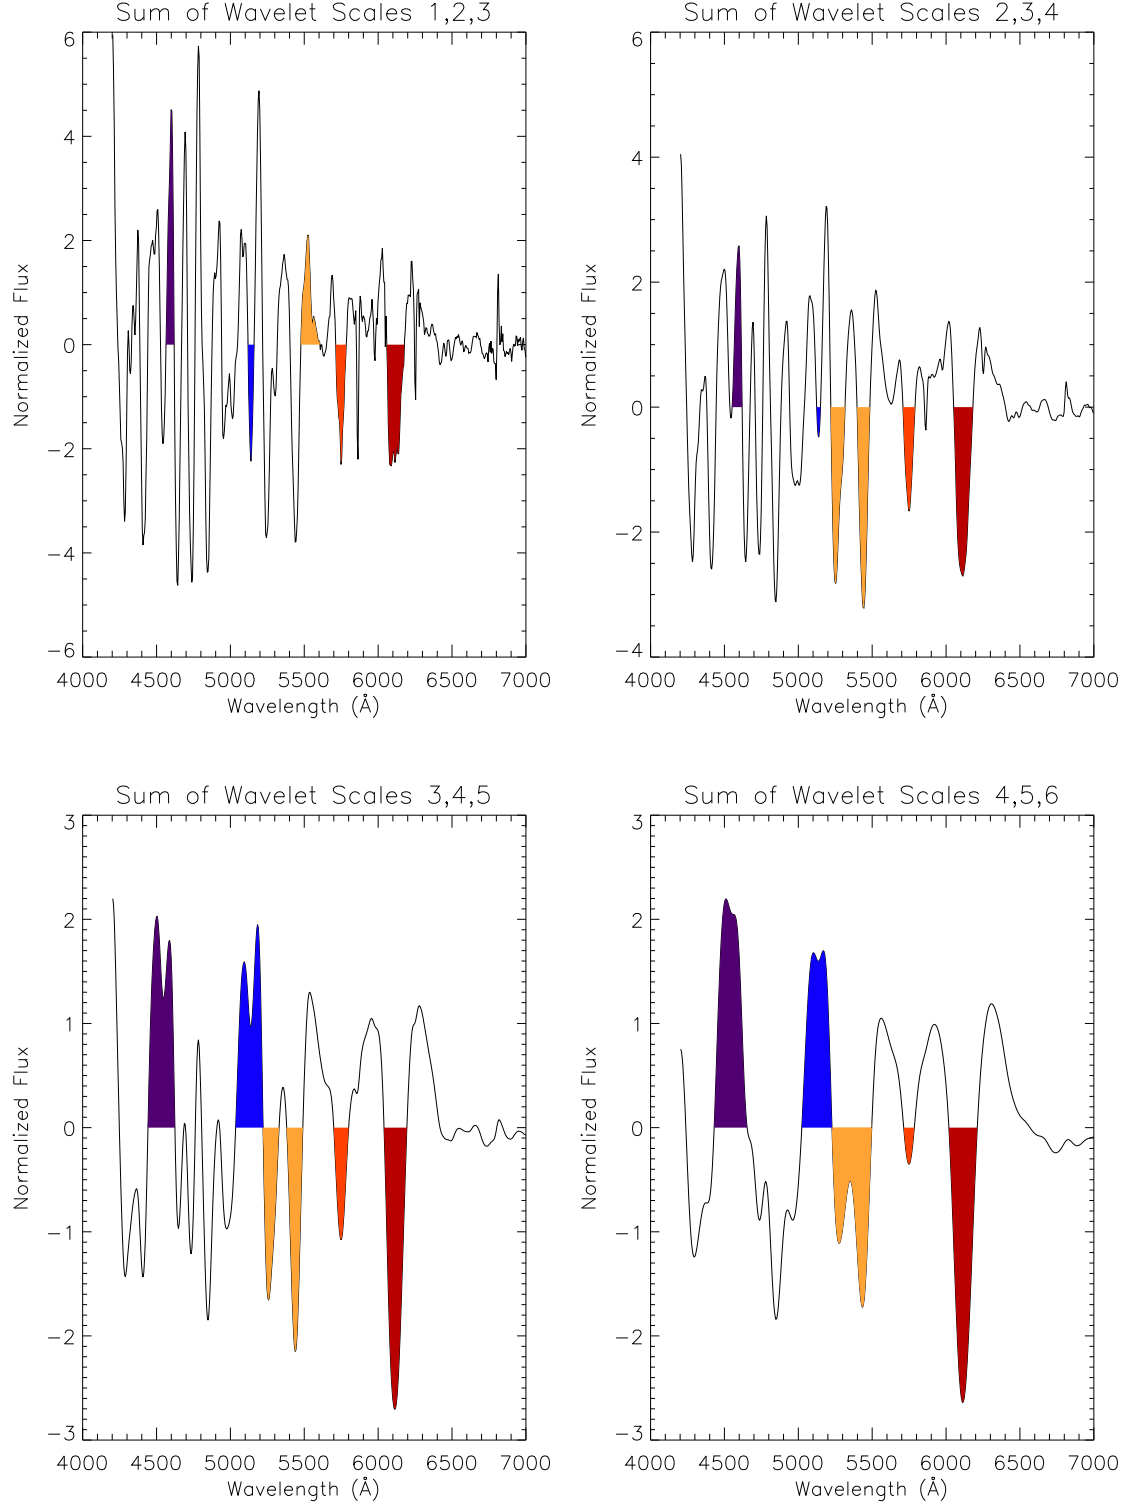 Sum of Wavelet Scales 1,2,3
Sum of Wavelet Scales 2,3,4
6
4
2
0
−2
−4
−6
Normalized Flux
4000 4500 5000 5500 6000 6500 7000
Wavelength (Å)
6
4
2
0
−2
−4
Normalized Flux
4000 4500 5000 5500 6000 6500 7000
Wavelength (Å)
Sum of Wavelet Scales 3,4,5
Sum of Wavelet Scales 4,5,6
3
2
1
0
−1
−2
−3
Normalized Flux
4000 4500 5000 5500 6000 6500 7000
Wavelength (Å)
3
2
1
0
−1
−2
−3
Normalized Flux
4000 4500 5000 5500 6000 6500 7000
Wavelength (Å)